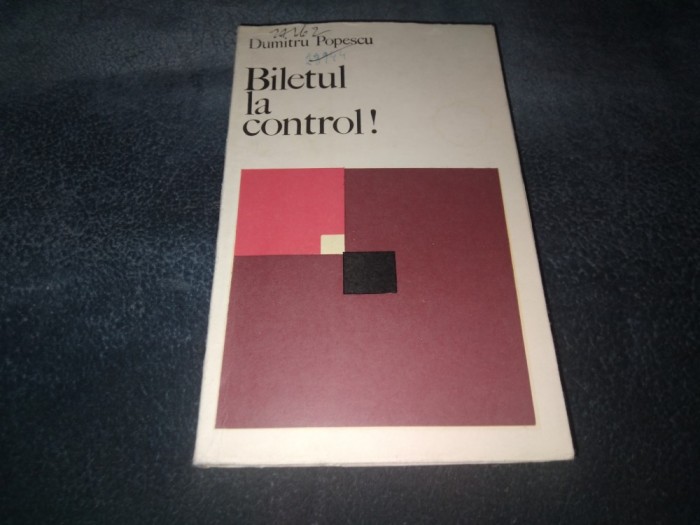 Dumitru Popescu
Biletul
la
control!